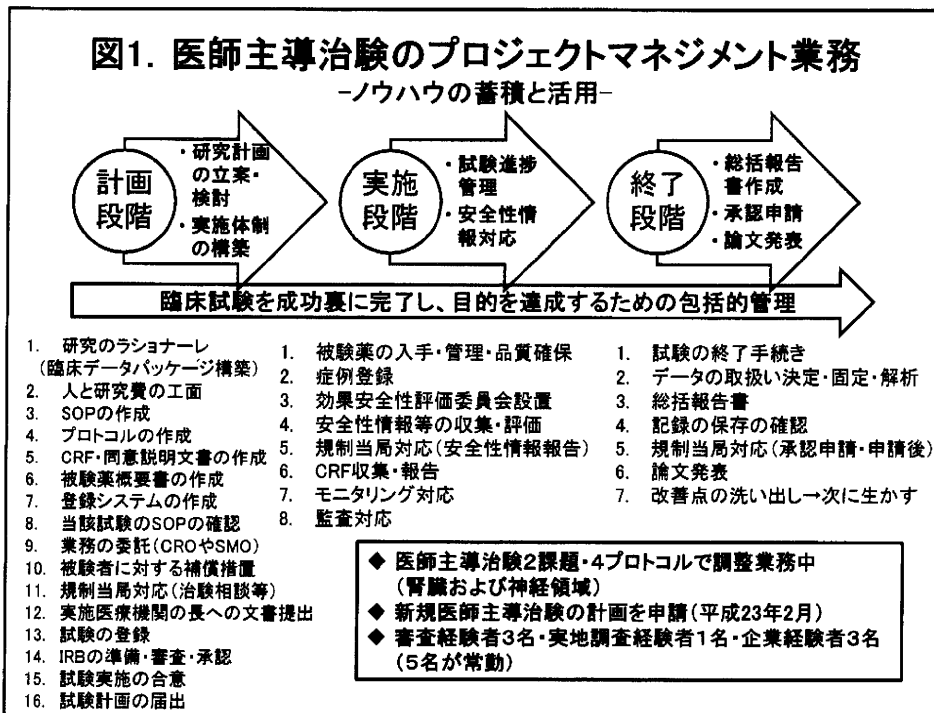 図1. 医師主導治験のプロジェクトマネジメント業務
-ノウハウの蓄積と活用-
計画
段階
・研究計画
の立案・
検討
・実施体制
の構築
実施
段階
・試験進捗
管理
・安全性情
報対応
終了
段階
・総括報告
書作成
・承認申請
・論文発表
臨床試験を成功裏に完了し、目的を達成するための包括的管理
1. 研究のラショナーレ
(臨床データパッケージ構築)
2. 人と研究費の工面
3. SOPの作成
4. プロトコルの作成
5. CRF・同意説明文書の作成
6. 被験薬概要書の作成
7. 登録システムの作成
8. 当該試験のSOPの確認
9. 業務の委託(CROやSMO)
10. 被験者に対する補償措置
11. 規制当局対応(治験相談等)
12. 実施医療機関の長への文書提出
13. 試験の登録
14. IRBの準備・審査・承認
15. 試験実施の合意
16. 試験計画の届出
1. 被験薬の入手・管理・品質確保
2. 症例登録
3. 効果安全性評価委員会設置
4. 安全性情報等の収集・評価
5. 規制当局対応(安全性情報報告)
6. CRF収集・報告
7. モニタリング対応
8. 監査対応
1. 試験の終了手続き
2. データの取扱い決定・固定・解析
3. 総括報告書
4. 記録の保存の確認
5. 規制当局対応(承認申請・申請後)
6. 論文発表
7. 改善点の洗い出し→次に生かす
◆ 医師主導治験2課題・4プロトコルで調整業務中
(腎臓および神経領域)
◆ 新規医師主導治験の計画を申請(平成23年2月)
◆ 審査経験者3名・実地調査経験者1名・企業経験者3名
(5名が常勤)